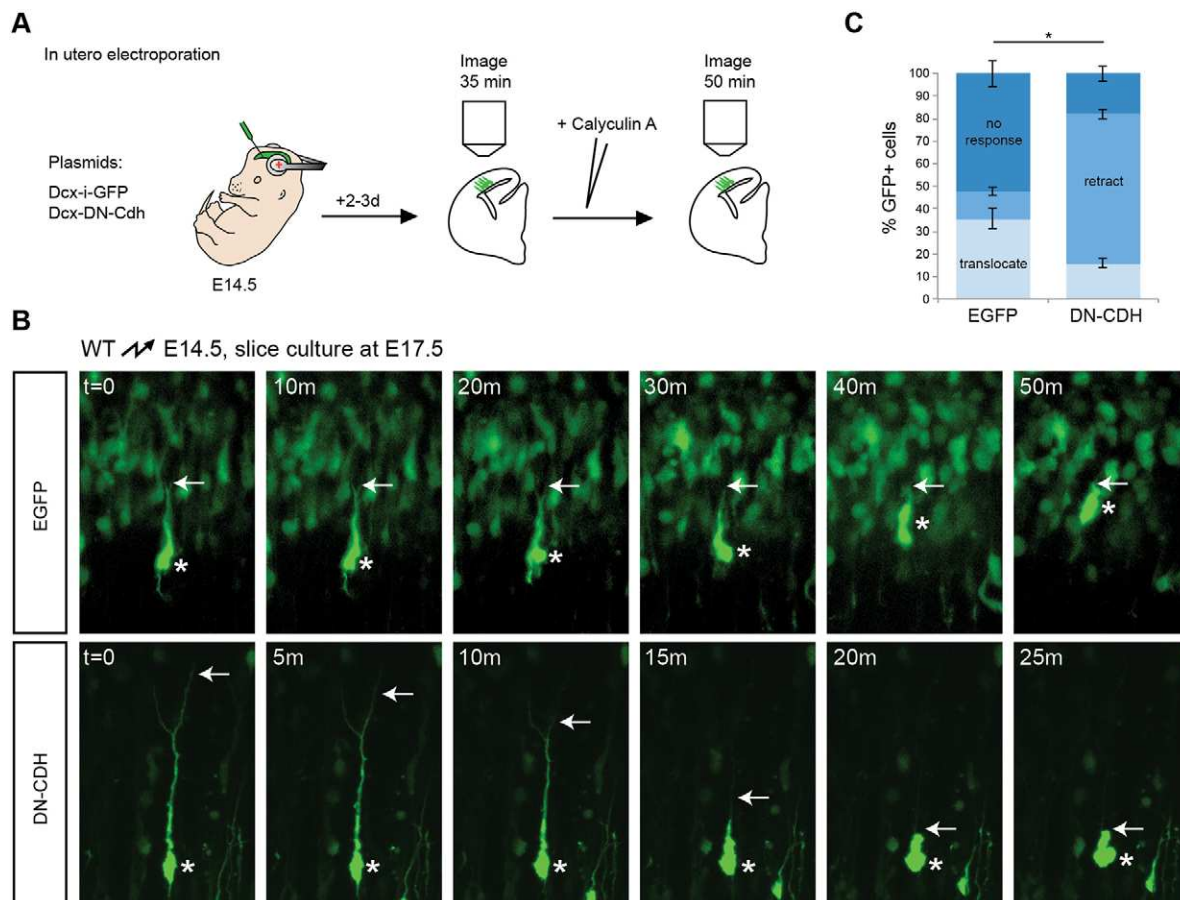 A
In utero electroporation
Plasmids:
Dcx-i-GFP
Dcx-DN-Cdh
E14.5
+2-3d
Image
35 min
+ Calyculin A
Image
50 min
C
*
% GFP+ cells
100
90
80
70
60
50
40
30
20
10
0
no
response
translocate
retract
EGFP
DN-CDH
B
WT E14.5, slice culture at E17.5
EGFP
t=0
10m
20m
30m
40m
50m
*
*
*
*
*
*
DN-CDH
t=0
5m
10m
15m
20m
25m
*
*
*
*
*
*